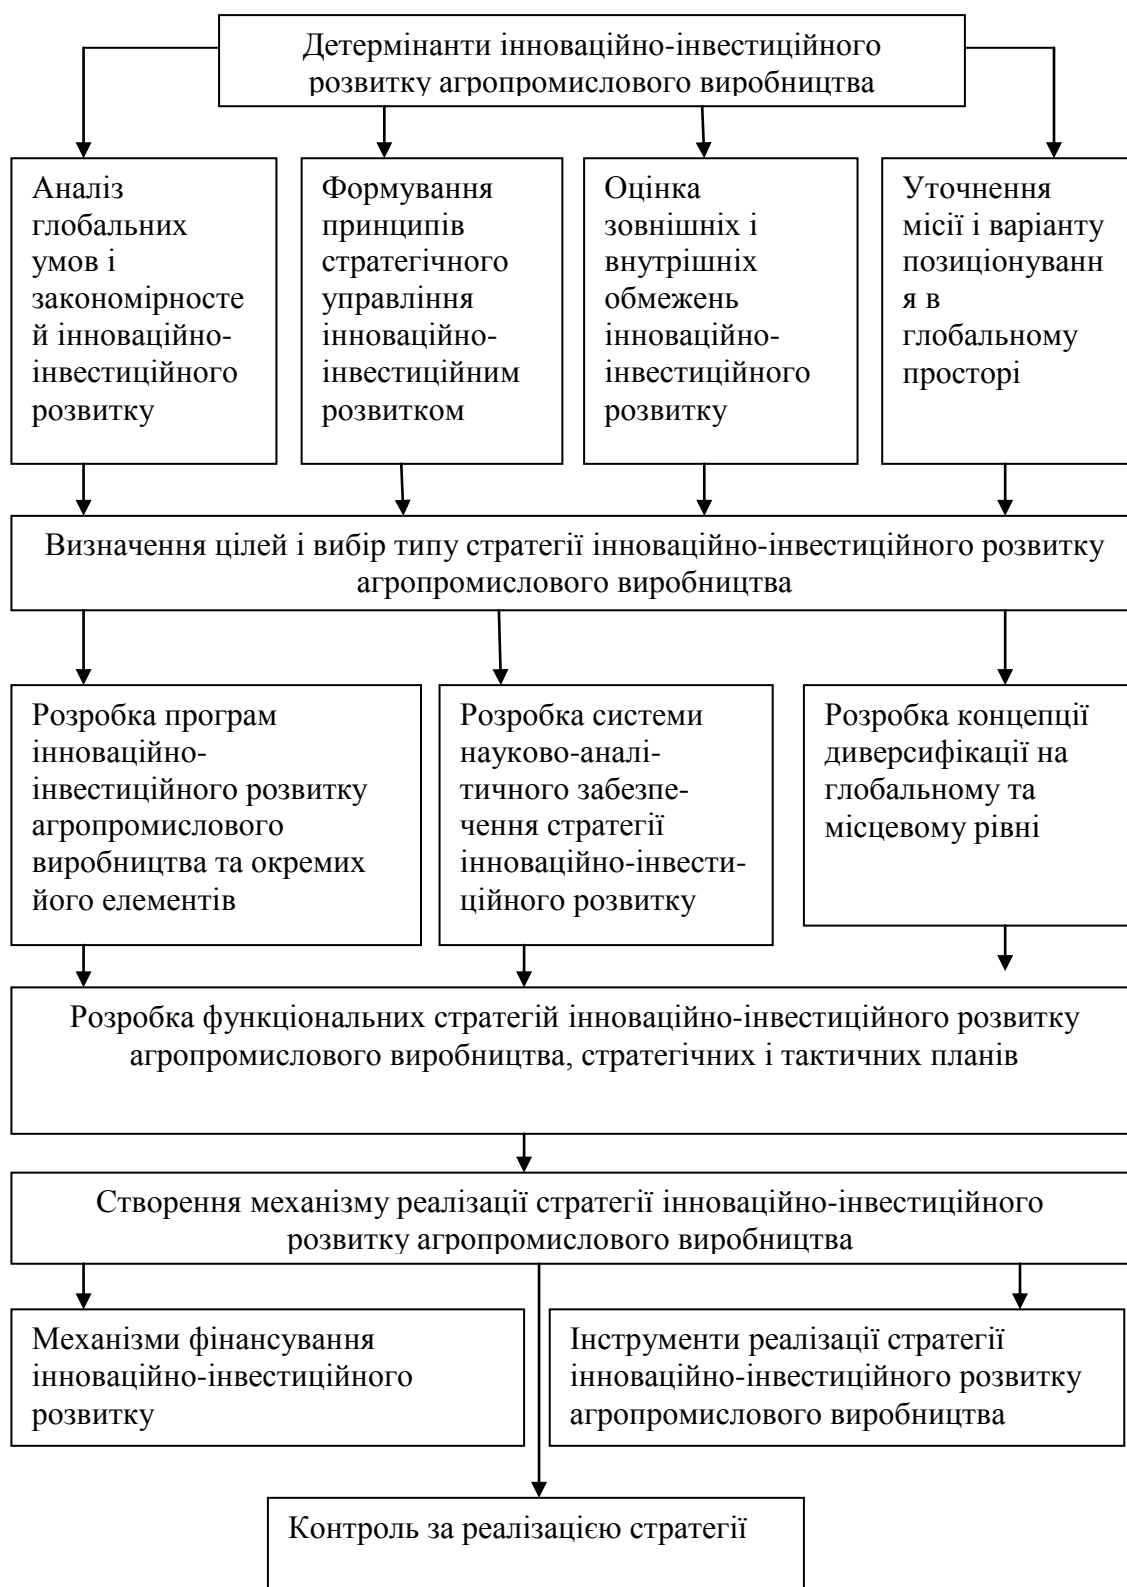 Детермінанти інноваційно-інвестиційного
розвитку агропромислового виробництва
Аналіз
глобальних
умов і
закономірносте
й інноваційно-
інвестиційного
розвитку
Формування
принципів
стратегічного
управління
інноваційно-
інвестиційним
розвитком
Оцінка
зовнішніх і
внутрішніх
обмежень
інноваційно-
інвестиційного
розвитку
Уточнення
місії і варіанту
позиціонуванн
я в
глобальному
просторі
Визначення цілей і вибір типу стратегії інноваційно-інвестиційного розвитку
агропромислового виробництва
Розробка програм
інноваційно-
інвестиційного розвитку
агропромислового
виробництва та окремих
його елементів
Розробка системи
науково-аналі-
тичного забезпе-
чення стратегії
інноваційно-інвести-
ційного розвитку
Розробка концепції
диверсифікації на
глобальному та
місцевому рівні
Розробка функціональних стратегій інноваційно-інвестиційного розвитку
агропромислового виробництва, стратегічних і тактичних планів
Створення механізму реалізації стратегії інноваційно-інвестиційного
розвитку агропромислового виробництва
Механізми фінансування
інноваційно-інвестиційного
розвитку
Інструменти реалізації стратегії
інноваційно-інвестиційного розвитку
агропромислового виробництва
Контроль за реалізацією стратегії